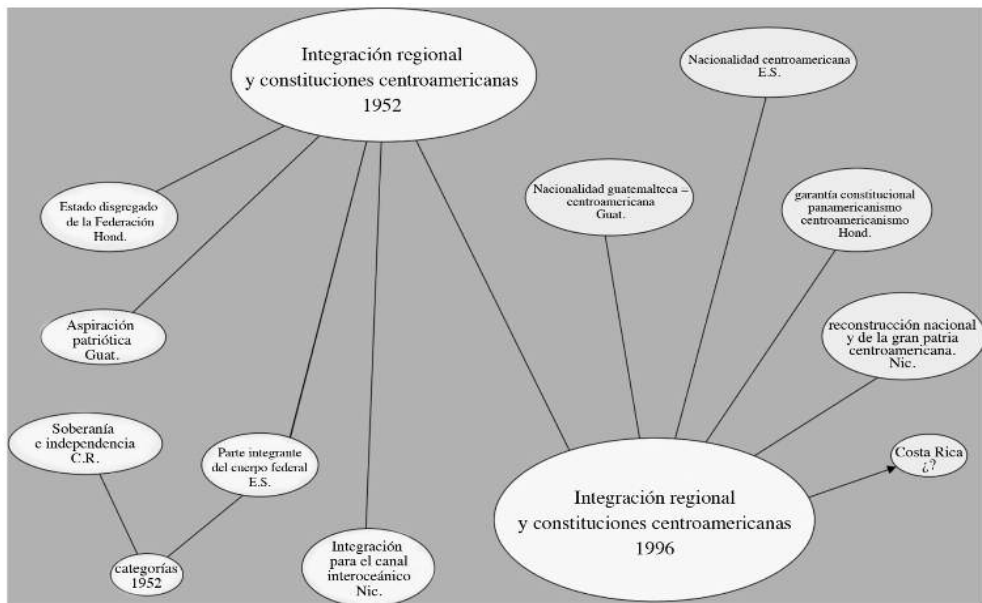 Integración regional
y constituciones centroamericanas
1952
Nacionalidad centroamericana
E.S.
Estado disgregado
de la Federación
Hond.
Nacionalidad guatemalteca –
centroamericana
Guat.
garantía constitucional
panamericanismo
centroamericanismo
Hond.
Aspiración
patriótica
Guat.
reconstrucción nacional
y de la gran patria
centroamericana.
Nic.
Soberanía
e independencia
C.R.
Parte integrante
del cuerpo federal
E.S.
Costa Rica
¿?
Integración regional
y constituciones centroamericanas
1996
categorías
1952
Integración
para el canal
interoceánico
Nic.